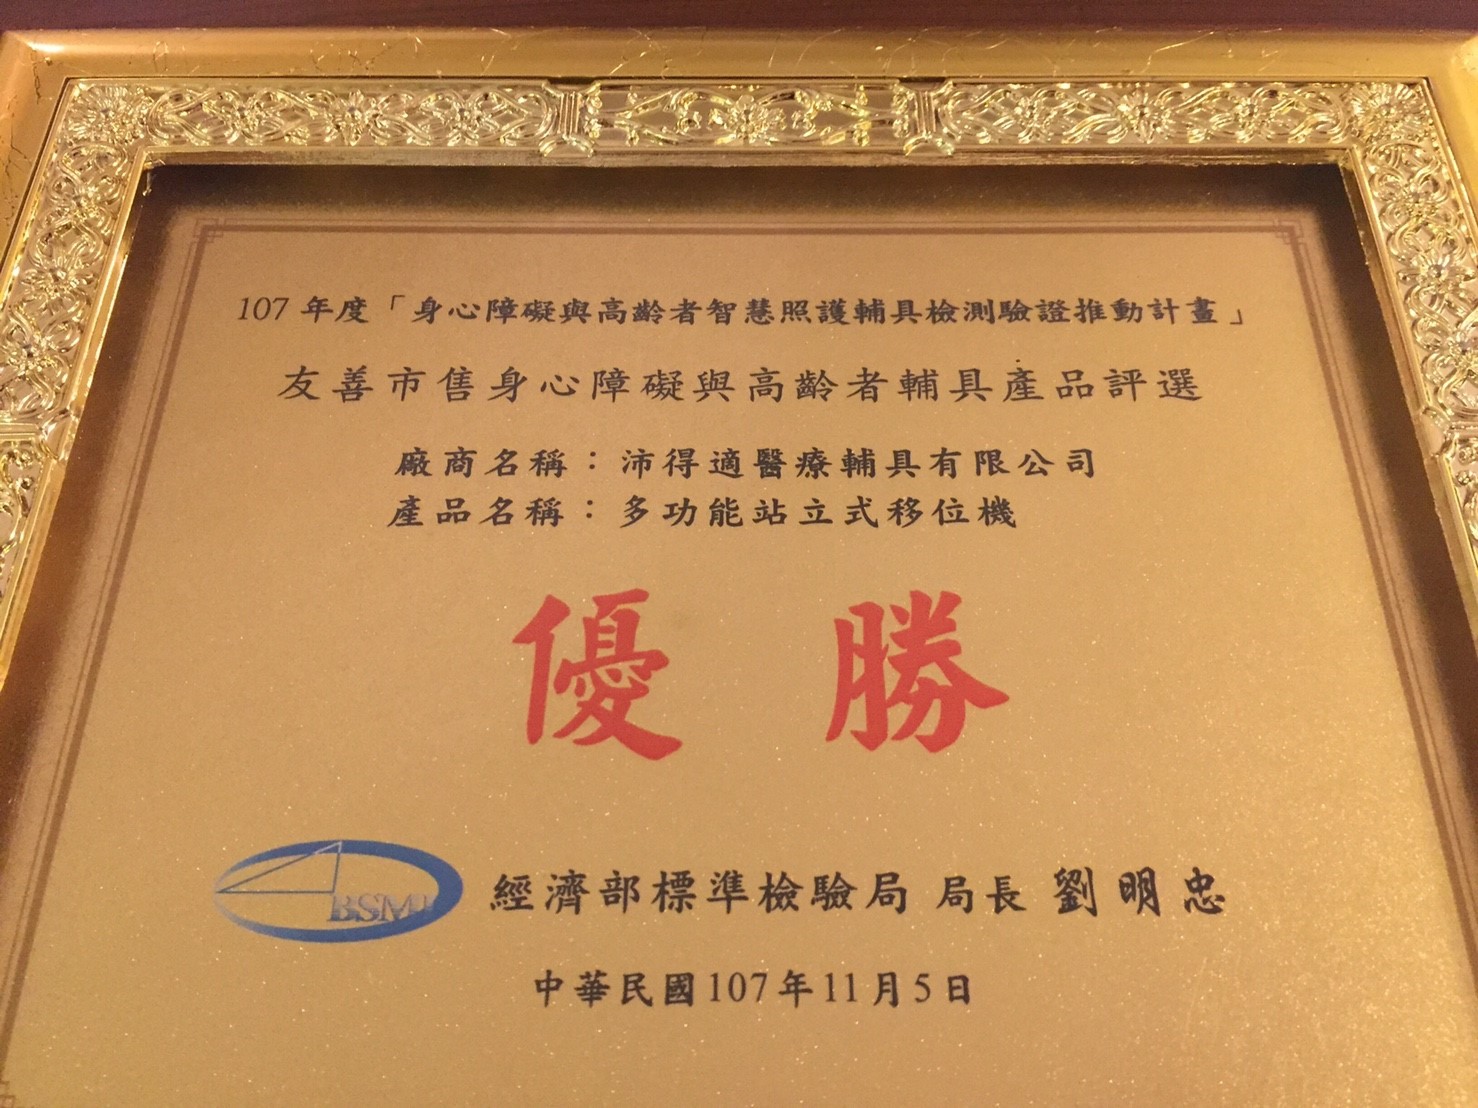 107 年度「身心障礙與高齡者智慧照護輔具檢測驗證推動計畫」
友善市售身心障礙與高齡者輔具產品評選
廠商名稱：沛得適醫療輔具有限公司
產品名稱：多功能站立式移位機
優勝
BSMI
經濟部標準檢驗局 局長 劉明忠
中華民國107年11月5日